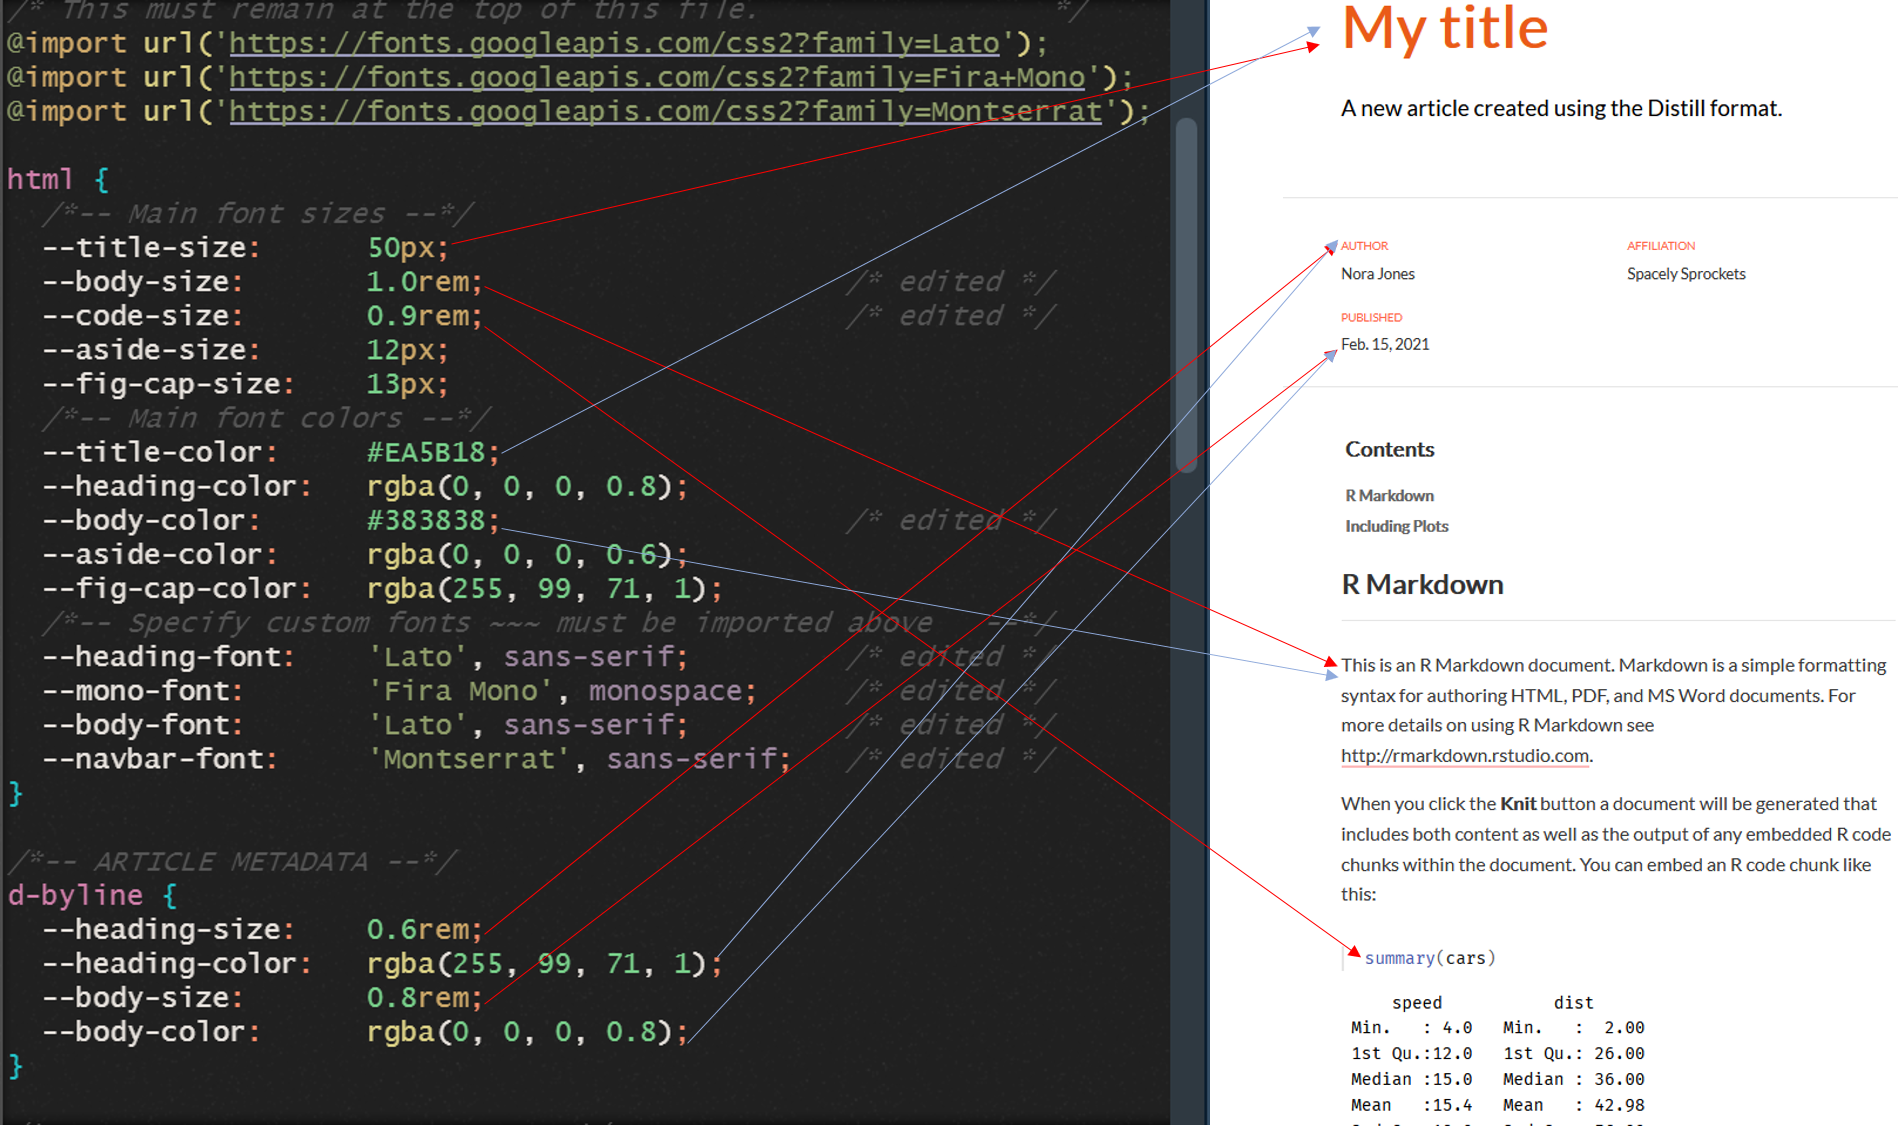 /* This must remain at the top of this file. */
@import url('https://fonts.googleapis.com/css2?family=Lato');
@import url('https://fonts.googleapis.com/css2?family=Fira+Mono');
@import url('https://fonts.googleapis.com/css2?family=Montserrat');
html {
/*-- Main font sizes --*/
--title-size: 50px;
--body-size: 1.0rem; /* edited */
--code-size: 0.9rem; /* edited */
--aside-size: 12px;
--fig-cap-size: 13px;
/*-- Main font colors --*/
--title-color: #EA5B18;
--heading-color: rgba(0, 0, 0, 0.8);
--body-color: #383838; /* edited */
--aside-color: rgba(0, 0, 0, 0.6);
--fig-cap-color: rgba(255, 99, 71, 1);
/*-- Specify custom fonts ~~~ must be imported above --*/
--heading-font: 'Lato', sans-serif; /* edited */
--mono-font: 'Fira Mono', monospace; /* edited */
--body-font: 'Lato', sans-serif; /* edited */
--navbar-font: 'Montserrat', sans-serif; /* edited */
}
/*-- ARTICLE METADATA --*/
d-byline {
--heading-size: 0.6rem;
--heading-color: rgba(255, 99, 71, 1);
--body-size: 0.8rem;
--body-color: rgba(0, 0, 0, 0.8);
}
My title
A new article created using the Distill format.
AUTHOR AFFILIATION
Nora Jones Spacely Sprockets
PUBLISHED
Feb. 15, 2021
Contents
R Markdown
Including Plots
R Markdown
This is an R Markdown document. Markdown is a simple formatting
syntax for authoring HTML, PDF, and MS Word documents. For
more details on using R Markdown see
http://rmarkdown.rstudio.com.
When you click the Knit button a document will be generated that
includes both content as well as the output of any embedded R code
chunks within the document. You can embed an R code chunk like
this:
summary(cars)
speed dist
Min. : 4.0 Min. : 2.00
1st Qu.:12.0 1st Qu.: 26.00
Median :15.0 Median : 36.00
Mean :15.4 Mean : 42.98